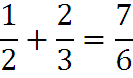 1/2 + 2/3 = 7/6